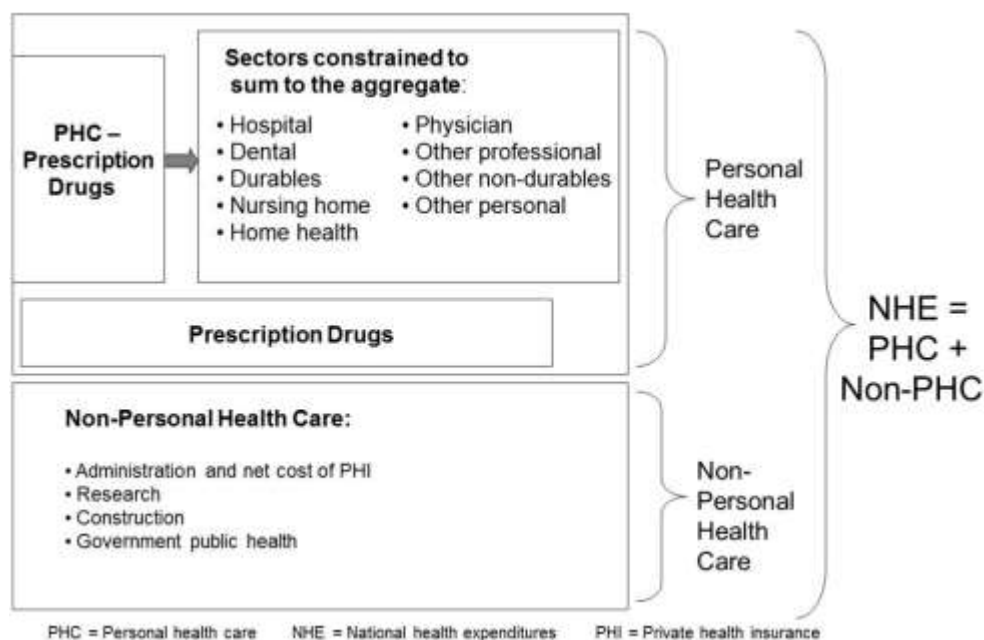 Sectors constrained to
sum to the aggregate:
PHC –
Prescription
Drugs
• Hospital
• Dental
• Durables
• Nursing home
• Home health
• Physician
• Other professional
• Other non-durables
• Other personal
Prescription Drugs
Personal
Health
Care
Non-Personal Health Care:
• Administration and net cost of PHI
• Research
• Construction
• Government public health
Non-
Personal
Health
Care
NHE =
PHC +
Non-PHC
PHC = Personal health care NHE = National health expenditures PHI = Private health insurance